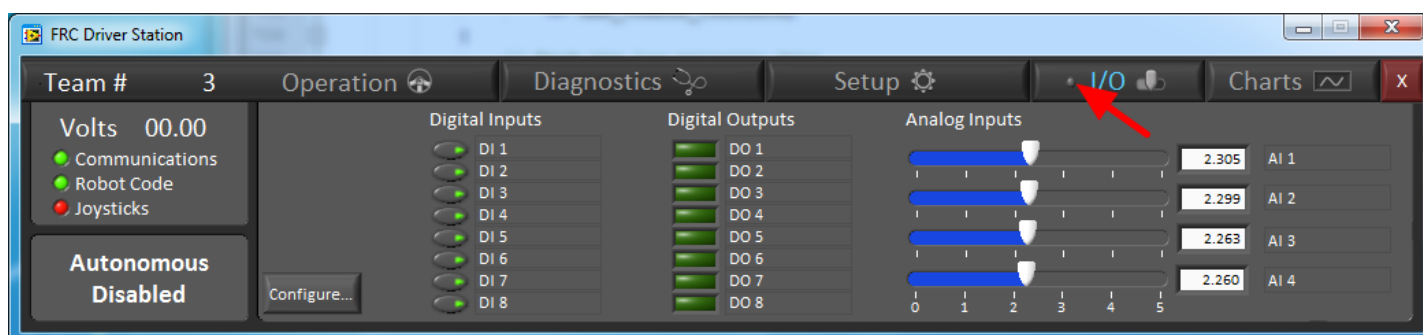 FRC Driver Station
Team # 3 Operation Diagnostics Setup I/O Charts X
Volts 00.00
Communications
Robot Code
Joysticks
Autonomous
Disabled
Configure...
Digital Inputs
DI 1
DI 2
DI 3
DI 4
DI 5
DI 6
DI 7
DI 8
Digital Outputs
DO 1
DO 2
DO 3
DO 4
DO 5
DO 6
DO 7
DO 8
Analog Inputs
2.305 AI 1
2.299 AI 2
2.263 AI 3
2.260 AI 4
0 1 2 3 4 5